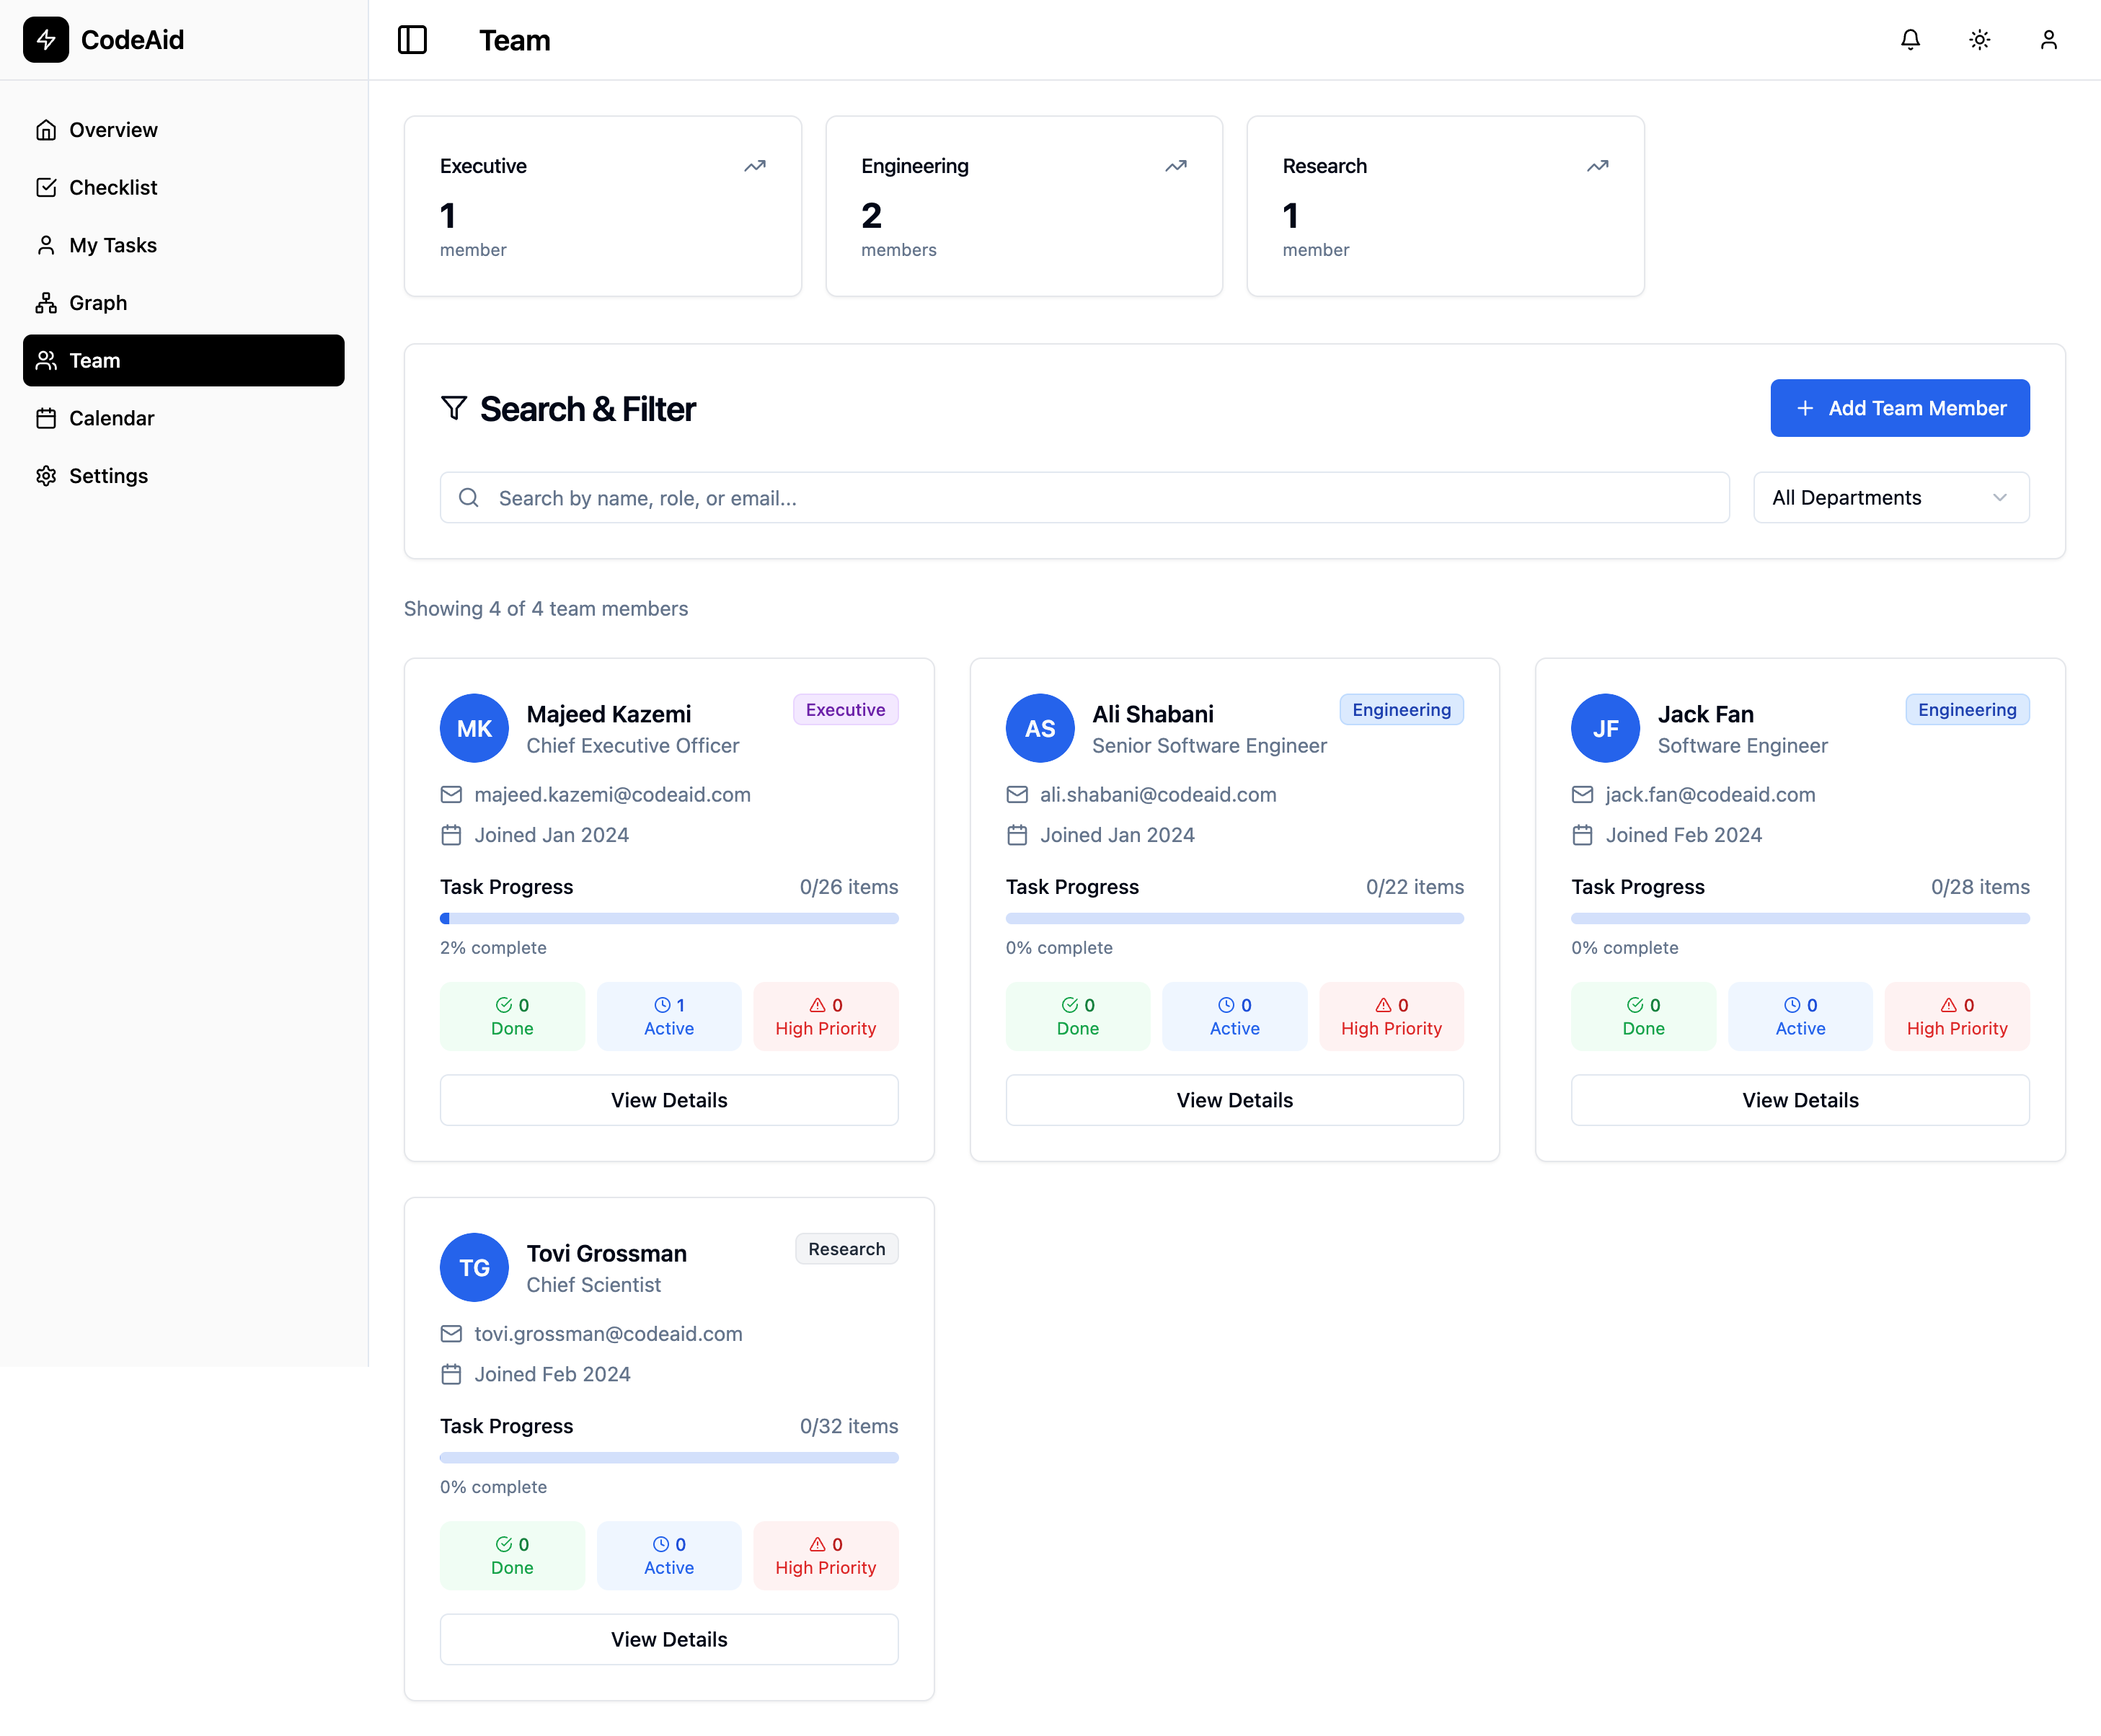 CodeAid
Team
Overview
Checklist
My Tasks
Graph
Team
Calendar
Settings
Executive
1
member
Engineering
2
members
Research
1
member
Search & Filter
Add Team Member
Search by name, role, or email...
All Departments
Showing 4 of 4 team members
MK
Majeed Kazemi
Executive
Chief Executive Officer
majeed.kazemi@codeaid.com
Joined Jan 2024
Task Progress
0/26 items
2% complete
0
Done
1
Active
0
High Priority
View Details
AS
Ali Shabani
Engineering
Senior Software Engineer
ali.shabani@codeaid.com
Joined Jan 2024
Task Progress
0/22 items
0% complete
0
Done
0
Active
0
High Priority
View Details
JF
Jack Fan
Engineering
Software Engineer
jack.fan@codeaid.com
Joined Feb 2024
Task Progress
0/28 items
0% complete
0
Done
0
Active
0
High Priority
View Details
TG
Tovi Grossman
Research
Chief Scientist
tovi.grossman@codeaid.com
Joined Feb 2024
Task Progress
0/32 items
0% complete
0
Done
0
Active
0
High Priority
View Details